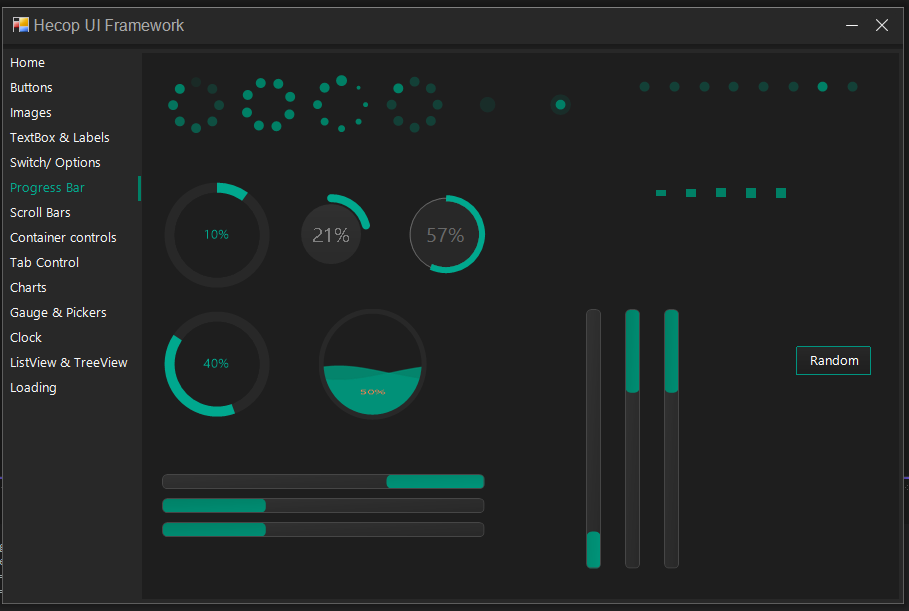 Hecop UI Framework
Home
Buttons
Images
TextBox & Labels
Switch/ Options
Progress Bar
Scroll Bars
Container controls
Tab Control
Charts
Gauge & Pickers
Clock
ListView & TreeView
Loading
10%
21%
57%
40%
50%
Random